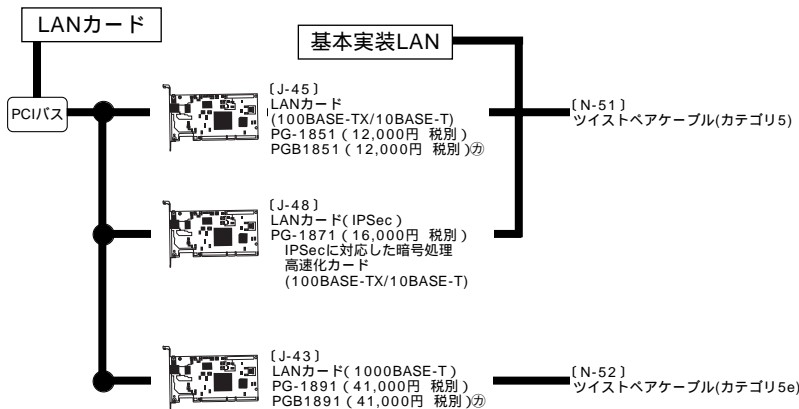 LANカード
基本実装LAN
PCIバス
〔J-45〕
LANカード
(100BASE-TX/10BASE-T)
PG-1851（12,000円 税別）
PGB1851（12,000円 税別）㋕
〔N-51〕
ツイストペアケーブル(カテゴリ5)
〔J-48〕
LANカード(IPSec)
PG-1871（16,000円 税別）
IPSecに対応した暗号処理
高速化カード
(100BASE-TX/10BASE-T)
〔J-43〕
LANカード(1000BASE-T)
PG-1891（41,000円 税別）
PGB1891（41,000円 税別）㋕
〔N-52〕
ツイストペアケーブル(カテゴリ5e)